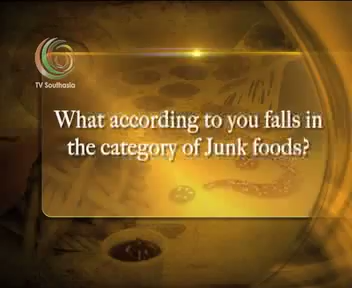 TV Southasia
What according to you falls in
the category of Junk foods?